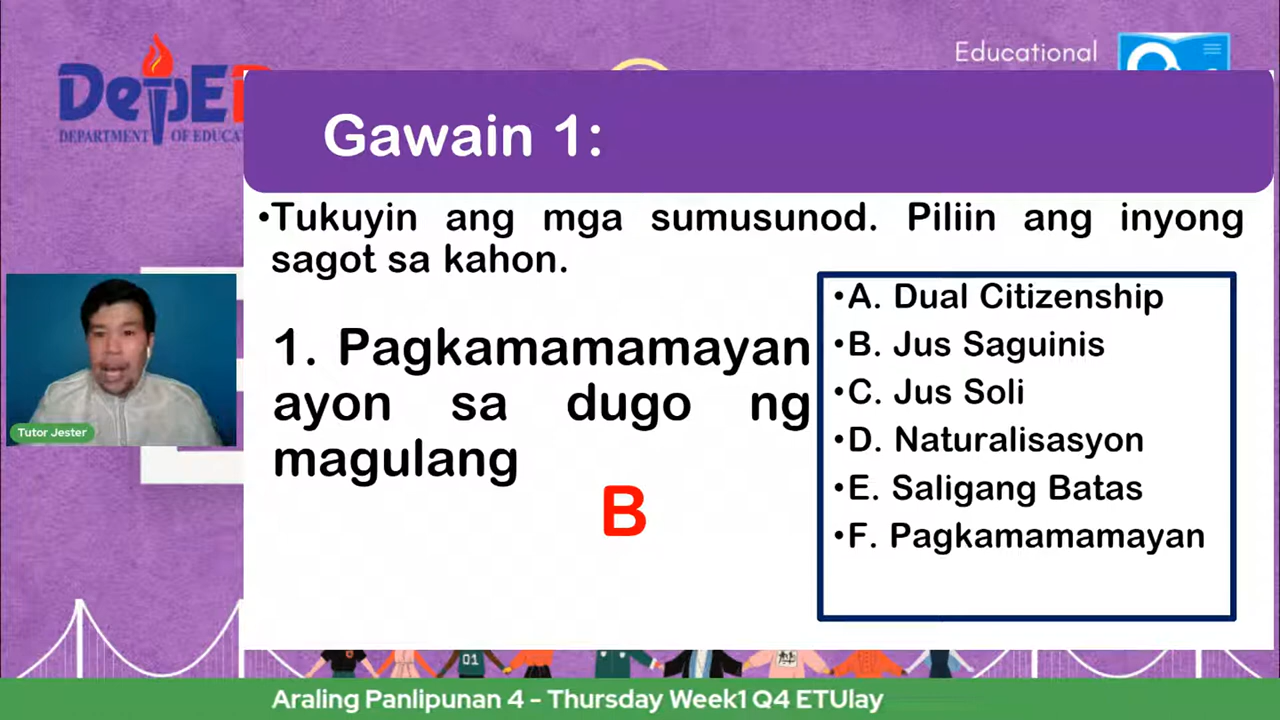 Educational
DepE
DEPARTMENT OF EDUCA
Gawain 1:
•Tukuyin ang mga sumusunod. Piliin ang inyong
sagot sa kahon.
1. Pagkamamamayan
ayon sa dugo ng
magulang
B
•A. Dual Citizenship
•B. Jus Saguinis
•C. Jus Soli
•D. Naturalisasyon
•E. Saligang Batas
•F. Pagkamamamayan
Tutor Jester
01
Araling Panlipunan 4 - Thursday Week1 Q4 ETUlay